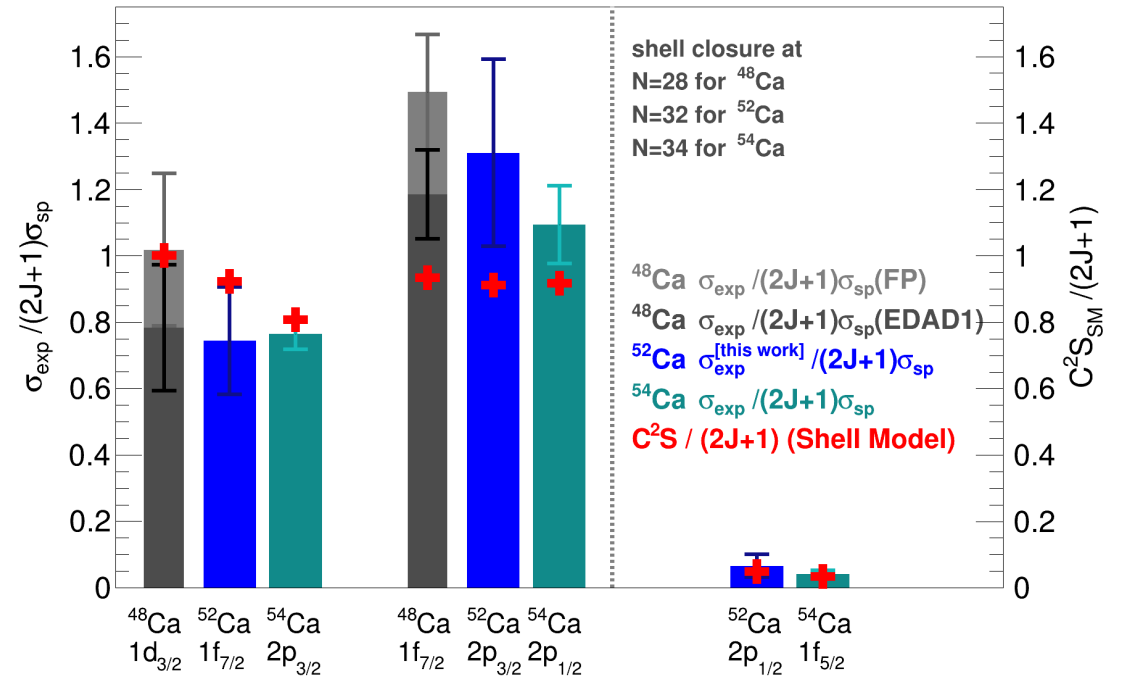 σexp /(2J+1)σsp
1.6
1.4
1.2
1
0.8
0.6
0.4
0.2
0
shell closure at
N=28 for ⁴⁸Ca
N=32 for ⁵²Ca
N=34 for ⁵⁴Ca
⁴⁸Ca σexp /(2J+1)σsp(FP)
⁴⁸Ca σexp /(2J+1)σsp(EDAD1)
⁵²Ca σexp[this work] /(2J+1)σsp
⁵⁴Ca σexp /(2J+1)σsp
C²S / (2J+1) (Shell Model)
1.6
1.4
1.2
1
0.8
0.6
0.4
0.2
0
C²SSM /(2J+1)
⁴⁸Ca ⁵²Ca ⁵⁴Ca ⁴⁸Ca ⁵²Ca ⁵⁴Ca ⁵²Ca ⁵⁴Ca
1d3/2 1f7/2 2p3/2 1f7/2 2p3/2 2p1/2 2p1/2 1f5/2